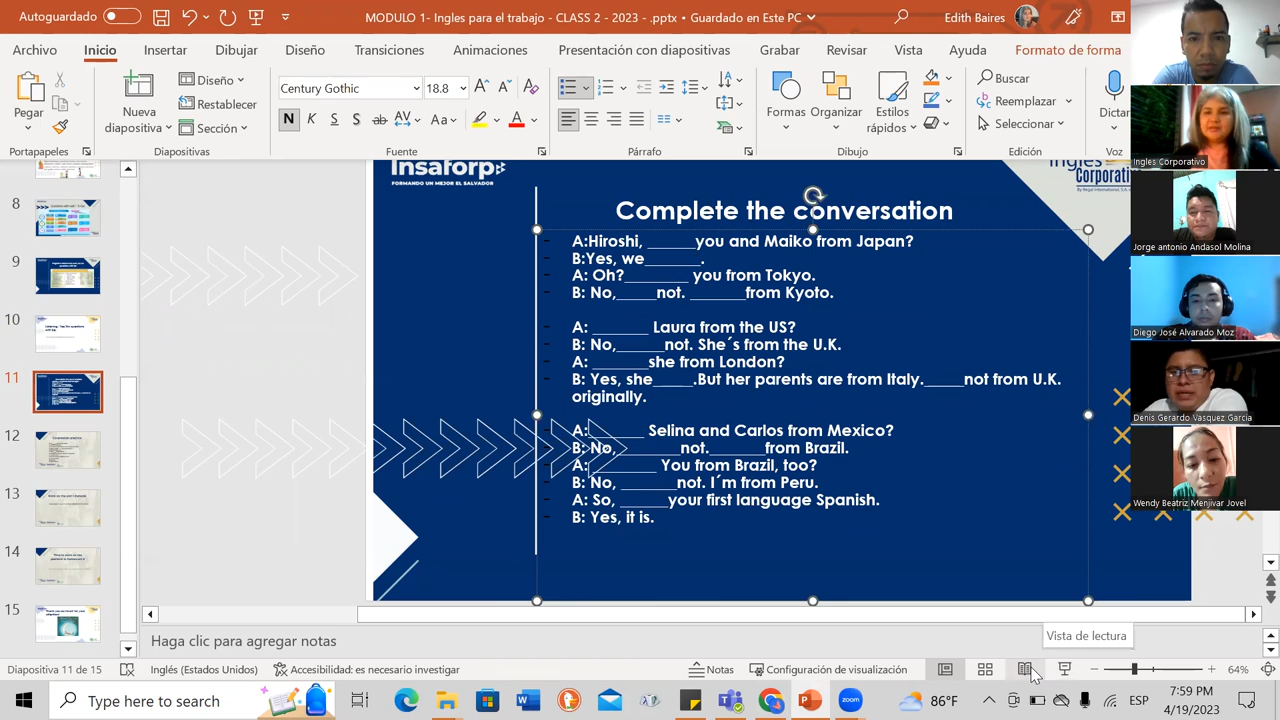 Autoguardado MODULO 1- Ingles para el trabajo - CLASS 2 - 2023 - .pptx • Guardado en Este PC Edith Baires
Archivo Inicio Insertar Dibujar Diseño Transiciones Animaciones Presentación con diapositivas Grabar Revisar Vista Ayuda Formato de forma
Pegar
Portapapeles
Nueva
diapositiva
Diseño
Restablecer
Sección
Diapositivas
Century Gothic 18.8
N K S S ab AV Aa A
Fuente
Párrafo
Formas Organizar Estilos
rápidos
Dibujo
Buscar
Reemplazar
Seleccionar
Edición
Dictar
Voz
8
9
10
11
12
13
14
15
Insaforp
FORMANDO UN MEJOR EL SALVADOR
Ingles
Corporativo
Complete the conversation
- A:Hiroshi, ______you and Maiko from Japan?
- B:Yes, we_______.
- A: Oh?________ you from Tokyo.
- B: No,_____not. _______from Kyoto.
- A: _______ Laura from the US?
- B: No,______not. She´s from the U.K.
- A: _______she from London?
- B: Yes, she_____.But her parents are from Italy._____not from U.K.
originally.
- A:_______ Selina and Carlos from Mexico?
- B: No,________not._______from Brazil.
- A: ________ You from Brazil, too?
- B: No, _______not. I´m from Peru.
- A: So, ______your first language Spanish.
- B: Yes, it is.
Ingles Corporativo
Jorge antonio Andasol Molina
Diego José Alvarado Moz
Denis Gerardo Vasquez García
Wendy Beatriz Menjivar Jovel
Haga clic para agregar notas
Vista de lectura
Diapositiva 11 de 15 Inglés (Estados Unidos) Accesibilidad: es necesario investigar Notas Configuración de visualización 64%
Type here to search
86°F ESP
7:59 PM
4/19/2023